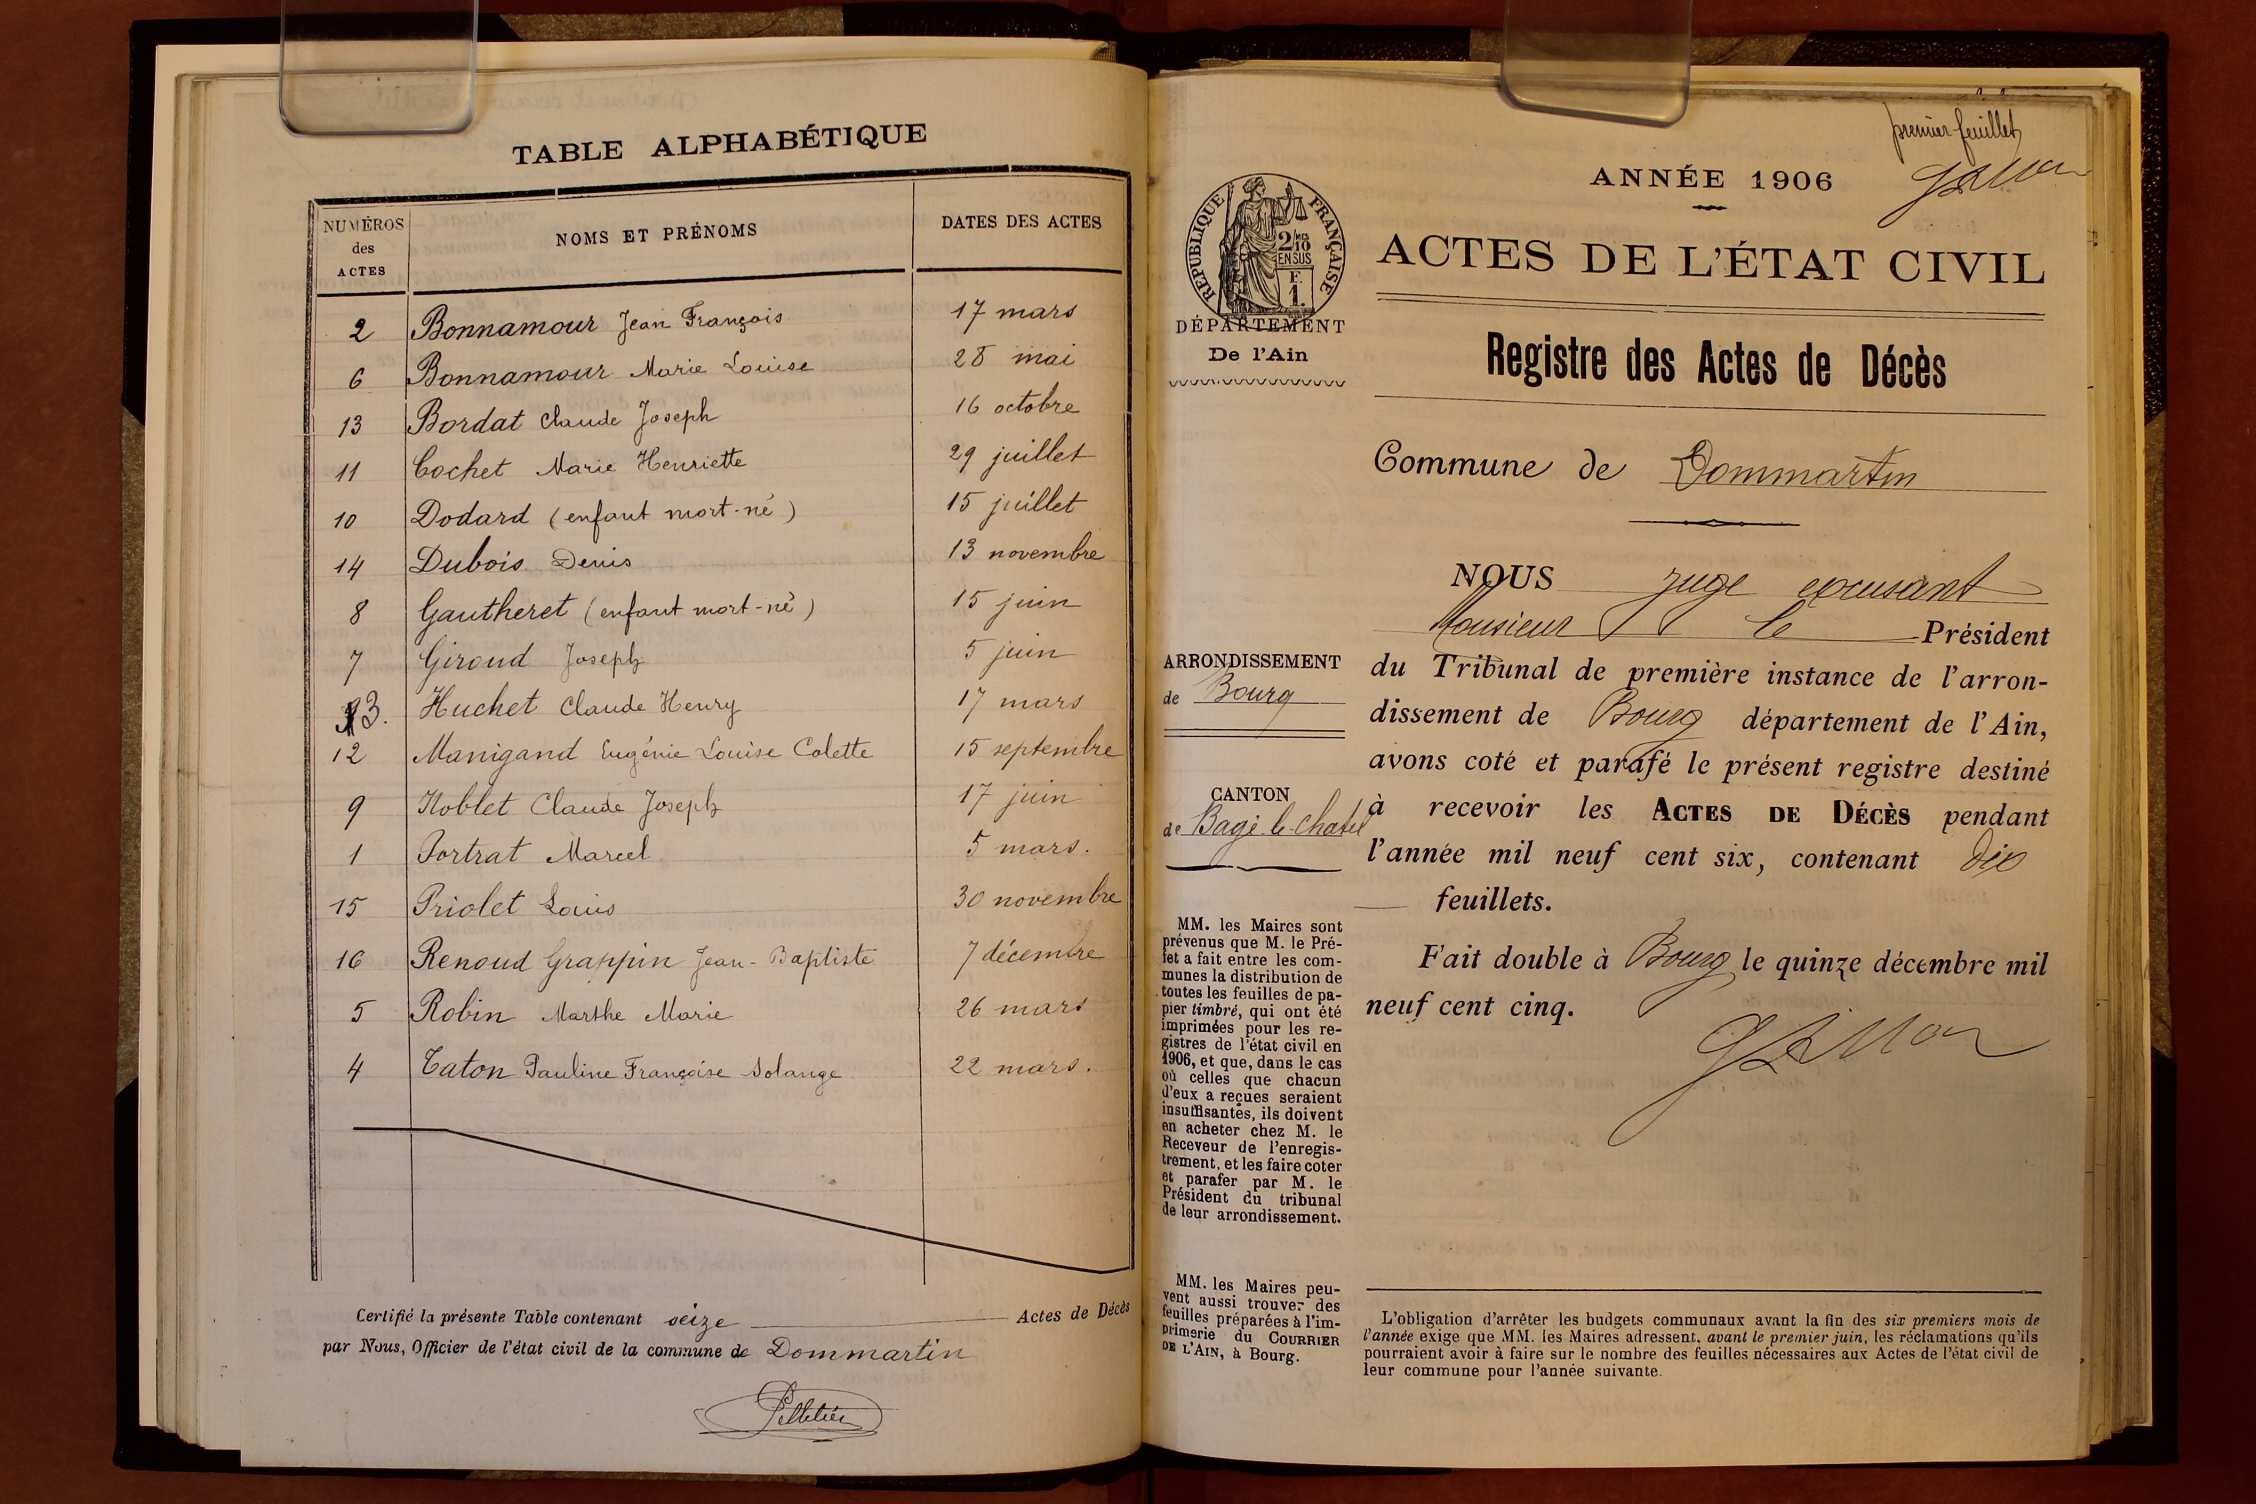 TABLE ALPHABÉTIQUE
NUMÉROS des ACTES
NOMS ET PRÉNOMS
DATES DES ACTES
2 Bonnamour Jean François 17 mars
6 Bonnamour Marie Louise 28 mai
13 Bordat Claude Joseph 16 octobre
11 Cochet Marie Henriette 29 juillet
10 Dodard (enfant mort-né) 15 juillet
14 Dubois Denis 13 novembre
8 Gautheret (enfant mort-né) 15 juin
7 Giroud Joseph 5 juin
3. Huchet Claude Henry 17 mars
12 Manigand Eugénie Louise Colette 15 septembre
9 Noblet Claude Joseph 17 juin
1 Portrat Marcel 5 mars.
15 Priolet Louis 30 novembre
16 Renoud Grappin Jean-Baptiste 7 décembre
5 Robin Marthe Marie 26 mars
4 Taton Pauline Françoise Solange 22 mars.
Certifié la présente Table contenant seize Actes de Décès
par Nous, Officier de l'état civil de la commune de Dommartin
Pelletier
premier feuillet
ANNÉE 1906
RÉPUBLIQUE FRANÇAISE
2/10 EN SUS
F. 1.
ACTES DE L'ÉTAT CIVIL
DÉPARTEMENT
De l'Ain
Registre des Actes de Décès
Commune de Dommartin
NOUS juge excusant
Monsieur le Président
du Tribunal de première instance de l'arron-
dissement de Bourg département de l'Ain,
avons coté et parafé le présent registre destiné
à recevoir les ACTES DE DÉCÈS pendant
l'année mil neuf cent six, contenant dix
feuillets.
Fait double à Bourg le quinze décembre mil
neuf cent cinq.
ARRONDISSEMENT
de Bourg
CANTON
de Bagé-le-Chatel
MM. les Maires sont
prévenus que M. le Pré-
fet a fait entre les com-
munes la distribution de
toutes les feuilles de pa-
pier timbré, qui ont été
imprimées pour les re-
gistres de l'état civil en
1906, et que, dans le cas
où celles que chacun
d'eux a reçues seraient
insuffisantes, ils doivent
en acheter chez M. le
Receveur de l'enregis-
trement, et les faire coter
et parafer par M. le
Président du tribunal
de leur arrondissement.
MM. les Maires peu-
vent aussi trouver des
feuilles préparées à l'im-
primerie du COURRIER
DE L'AIN, à Bourg.
L'obligation d'arrêter les budgets communaux avant la fin des six premiers mois de
l'année exige que MM. les Maires adressent, avant le premier juin, les réclamations qu'ils
pourraient avoir à faire sur le nombre des feuilles nécessaires aux Actes de l'état civil de
leur commune pour l'année suivante.